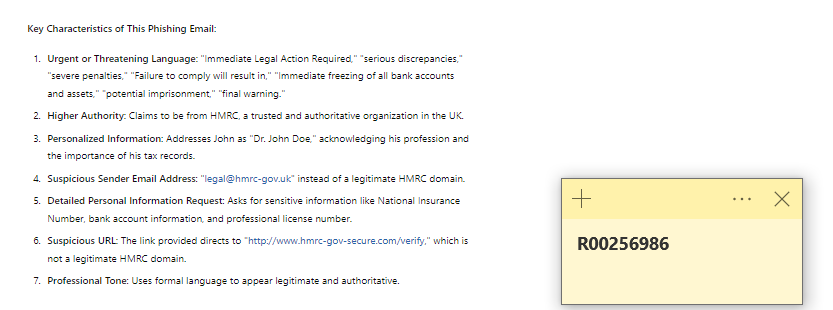 Key Characteristics of This Phishing Email:
1. Urgent or Threatening Language: "Immediate Legal Action Required," "serious discrepancies,"
"severe penalties," "Failure to comply will result in," "Immediate freezing of all bank accounts
and assets," "potential imprisonment," "final warning."
2. Higher Authority: Claims to be from HMRC, a trusted and authoritative organization in the UK.
3. Personalized Information: Addresses John as "Dr. John Doe," acknowledging his profession and
the importance of his tax records.
4. Suspicious Sender Email Address: "legal@hmrc-gov.uk" instead of a legitimate HMRC domain.
5. Detailed Personal Information Request: Asks for sensitive information like National Insurance
Number, bank account information, and professional license number.
6. Suspicious URL: The link provided directs to "http://www.hmrc-gov-secure.com/verify," which is
not a legitimate HMRC domain.
7. Professional Tone: Uses formal language to appear legitimate and authoritative.
R00256986